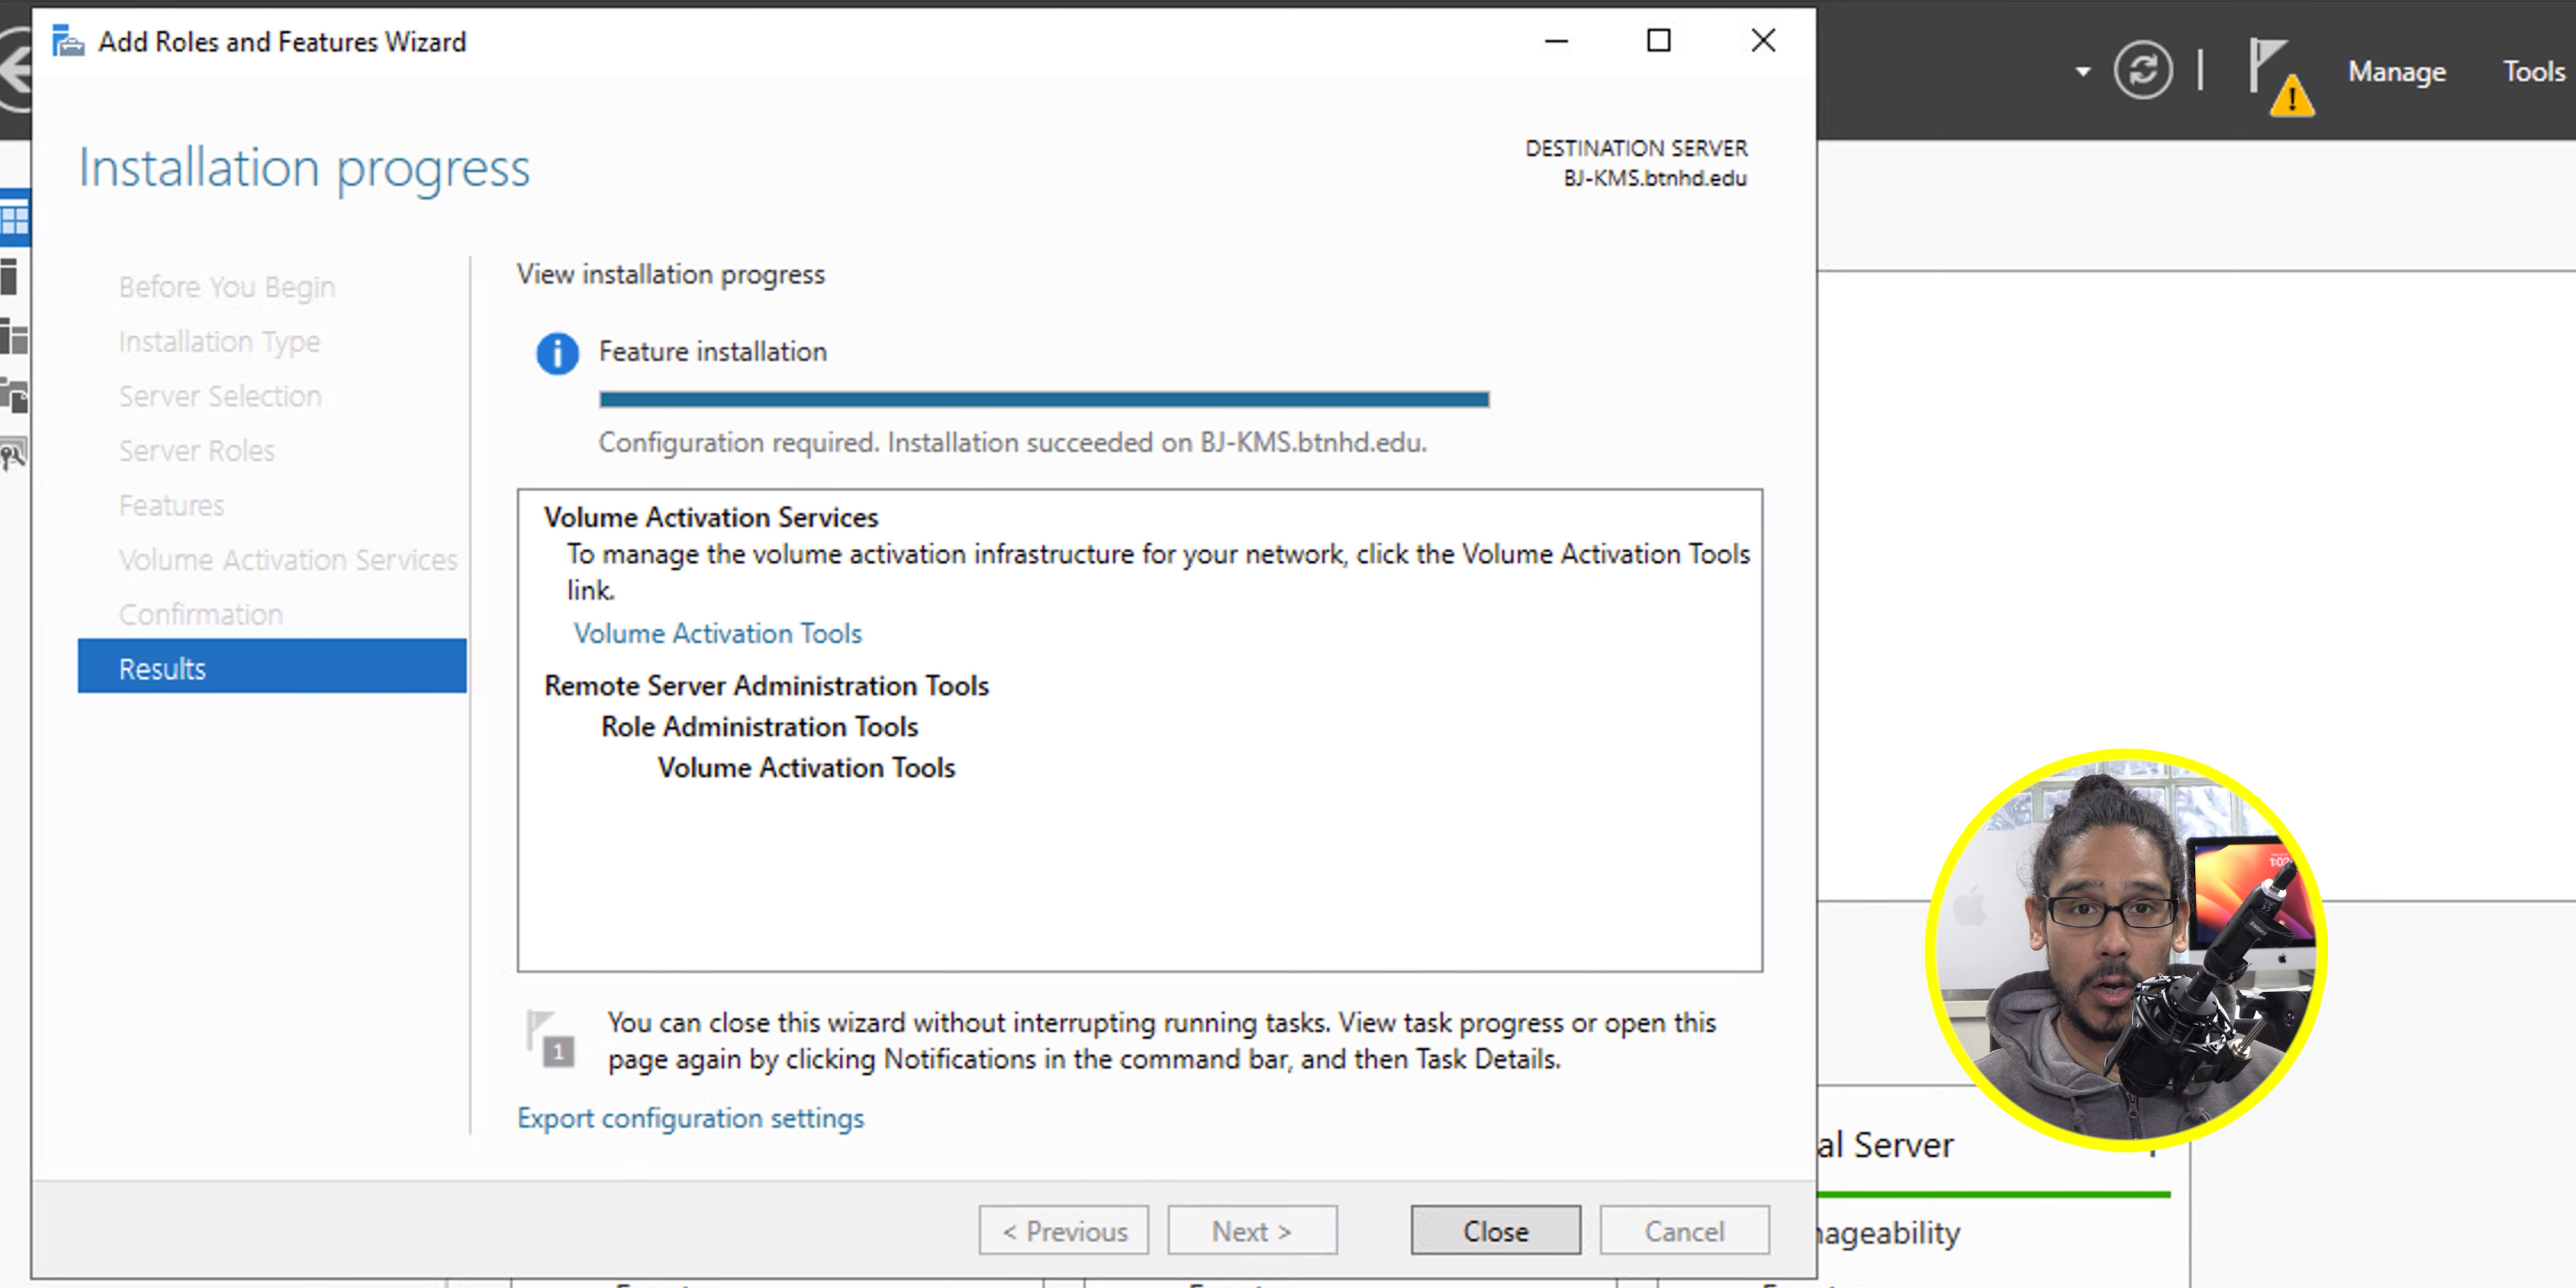 Add Roles and Features Wizard
Manage
Tools
Installation progress
DESTINATION SERVER
BJ-KMS.btnhd.edu
Before You Begin
Installation Type
Server Selection
Server Roles
Features
Volume Activation Services
Confirmation
Results
View installation progress
Feature installation
Configuration required. Installation succeeded on BJ-KMS.btnhd.edu.
Volume Activation Services
To manage the volume activation infrastructure for your network, click the Volume Activation Tools
link.
Volume Activation Tools
Remote Server Administration Tools
Role Administration Tools
Volume Activation Tools
1
You can close this wizard without interrupting running tasks. View task progress or open this
page again by clicking Notifications in the command bar, and then Task Details.
Export configuration settings
< Previous
Next >
Close
Cancel
al Server
nageability